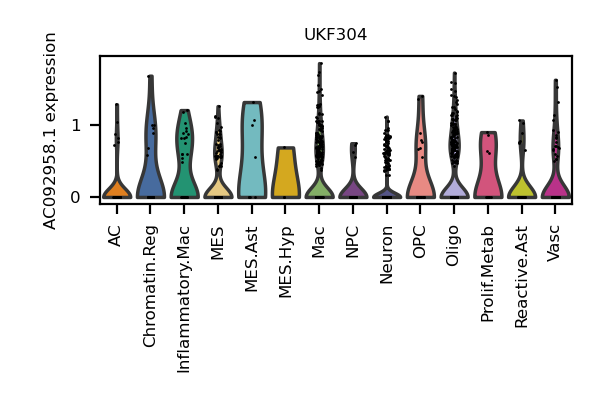 UKF304
AC092958.1 expression
1
0
AC
Chromatin.Reg
Inflammatory.Mac
MES
MES.Ast
MES.Hyp
Mac
NPC
Neuron
OPC
Oligo
Prolif.Metab
Reactive.Ast
Vasc